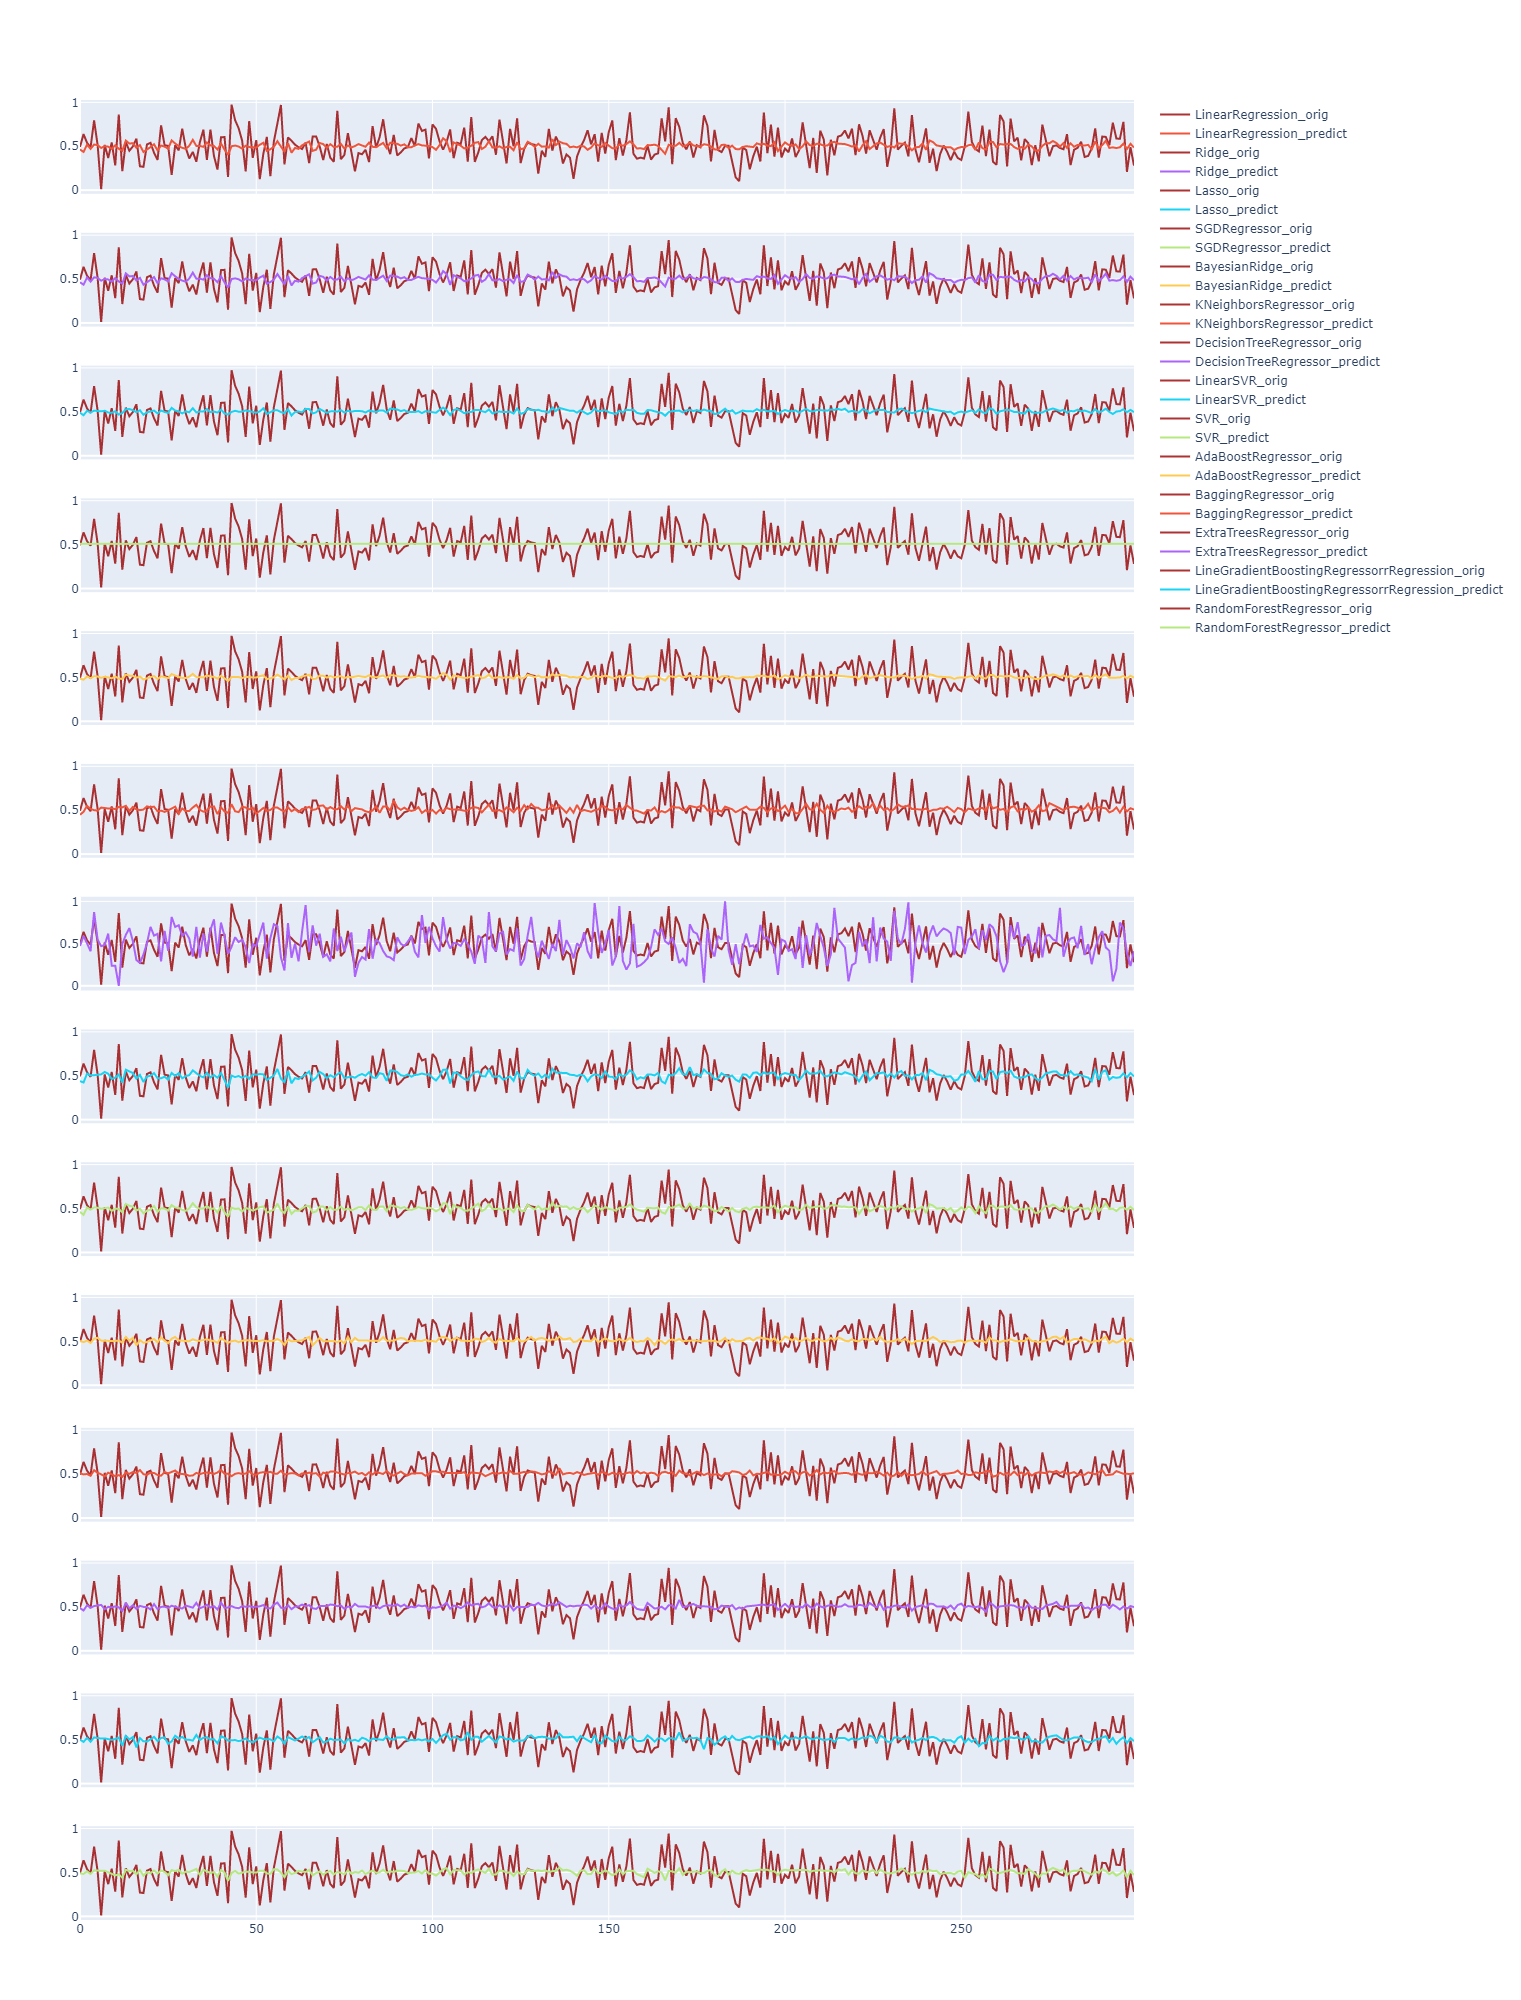 1
0.5
0
1
0.5
0
1
0.5
0
1
0.5
0
1
0.5
0
1
0.5
0
1
0.5
0
1
0.5
0
1
0.5
0
1
0.5
0
1
0.5
0
1
0.5
0
1
0.5
0
1
0.5
0
0 50 100 150 200 250
LinearRegression_orig
LinearRegression_predict
Ridge_orig
Ridge_predict
Lasso_orig
Lasso_predict
SGDRegressor_orig
SGDRegressor_predict
BayesianRidge_orig
BayesianRidge_predict
KNeighborsRegressor_orig
KNeighborsRegressor_predict
DecisionTreeRegressor_orig
DecisionTreeRegressor_predict
LinearSVR_orig
LinearSVR_predict
SVR_orig
SVR_predict
AdaBoostRegressor_orig
AdaBoostRegressor_predict
BaggingRegressor_orig
BaggingRegressor_predict
ExtraTreesRegressor_orig
ExtraTreesRegressor_predict
LineGradientBoostingRegressorrRegression_orig
LineGradientBoostingRegressorrRegression_predict
RandomForestRegressor_orig
RandomForestRegressor_predict